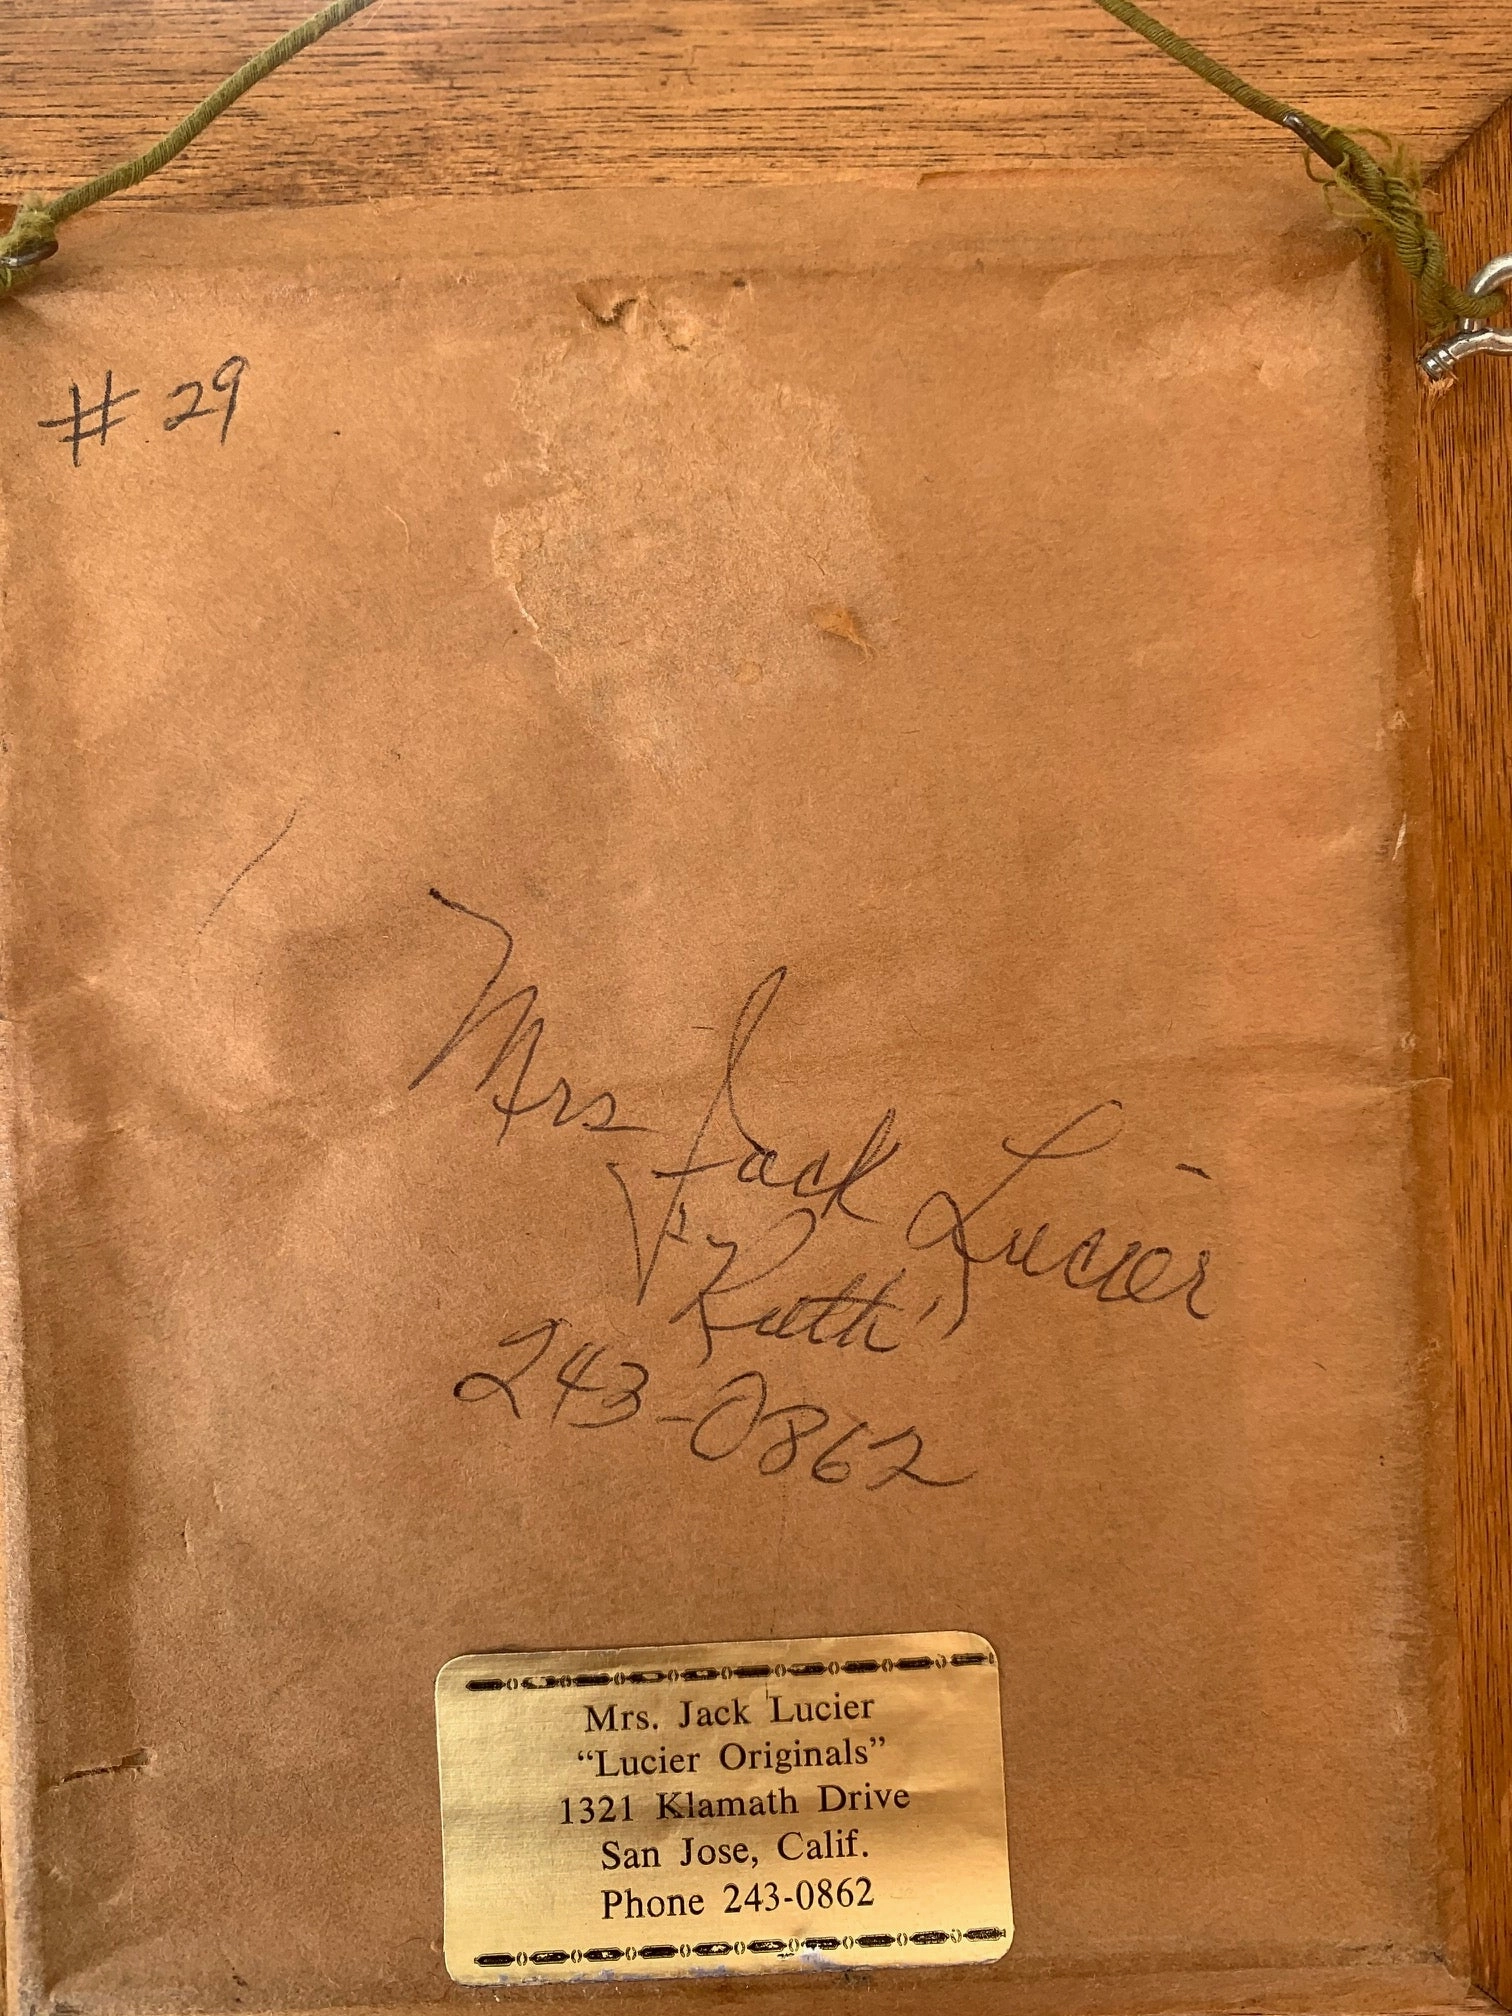 # 29
Mrs Jack Lucier
"Ruth"
243-0862
Mrs. Jack Lucier
“Lucier Originals”
1321 Klamath Drive
San Jose, Calif.
Phone 243-0862